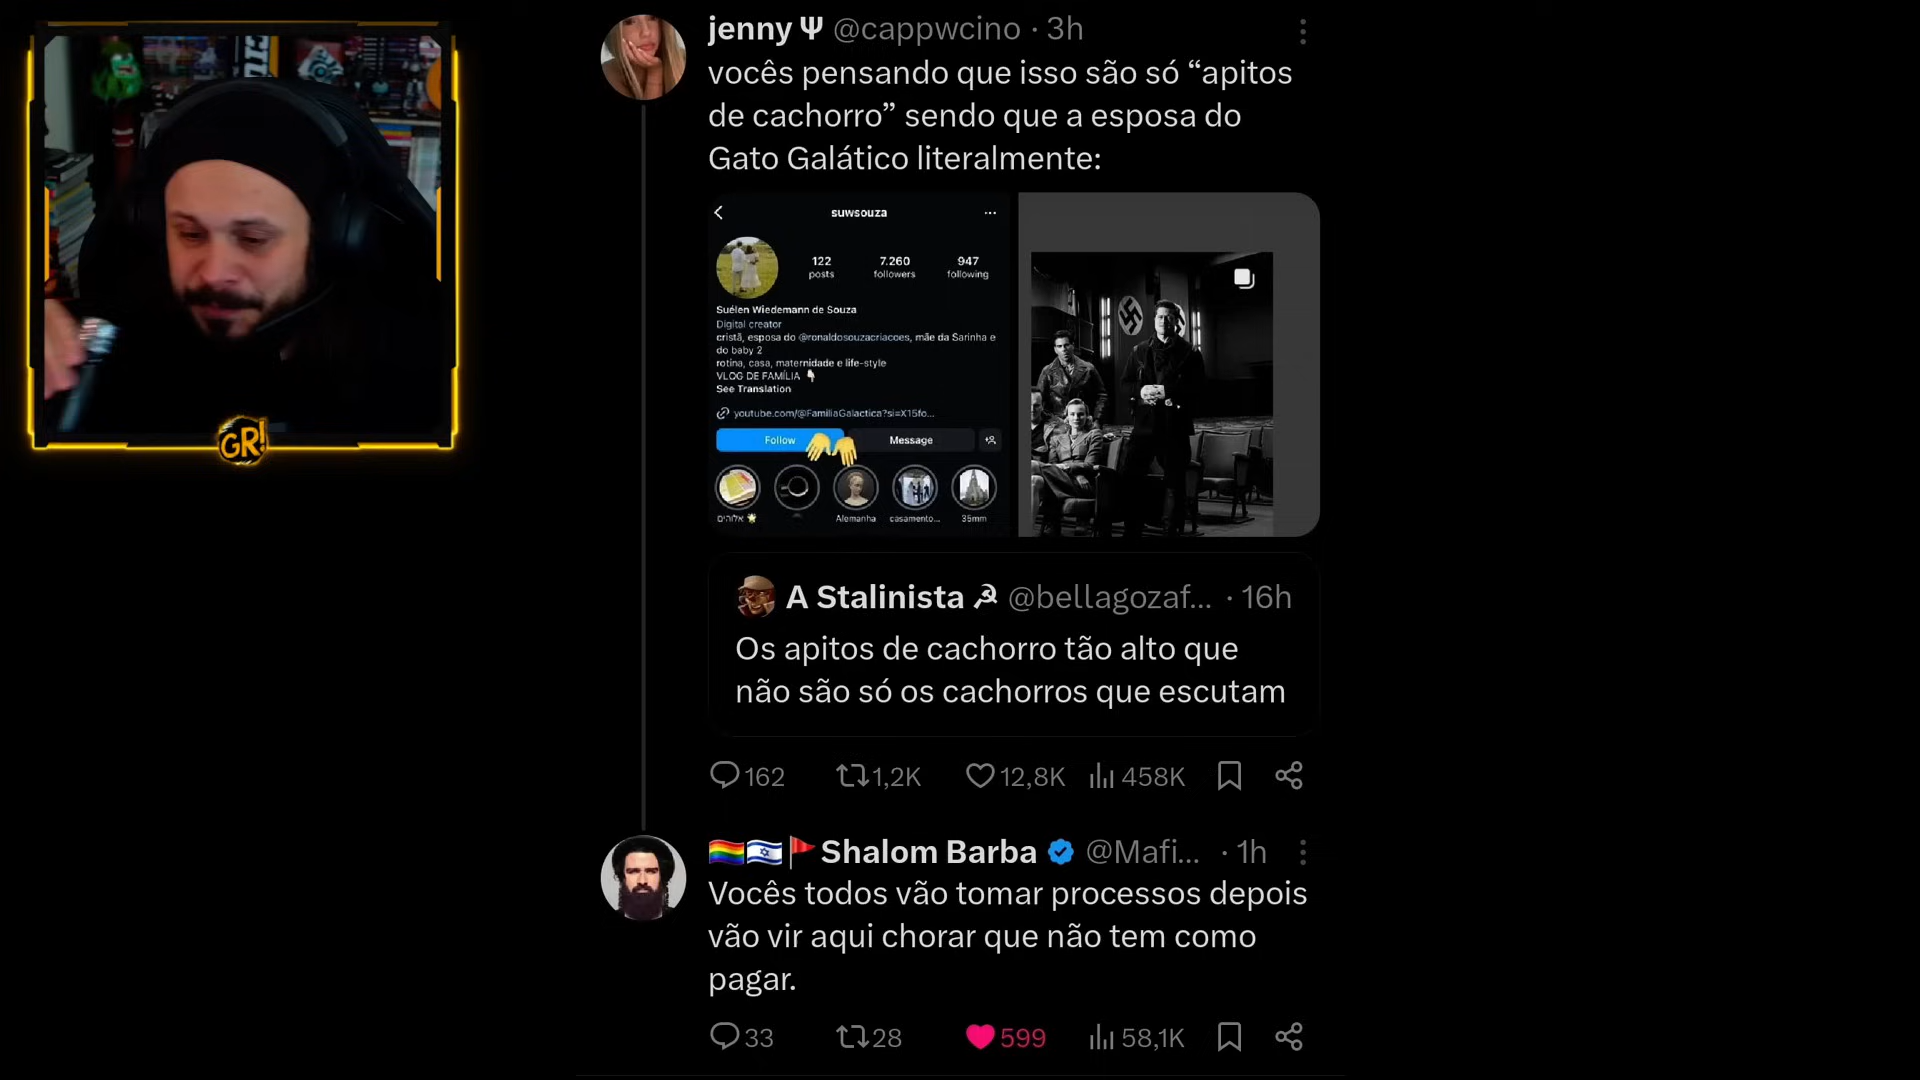 jenny Ψ @cappwcino · 3h
vocês pensando que isso são só “apitos
de cachorro” sendo que a esposa do
Gato Galático literalmente:
suwsouza
122 7.260 947
posts followers following
Suélen Wiedemann de Souza
Digital creator
cristã, esposa do @ronaldosouzacriacoes, mãe da Sarinha e
do baby 2
rotina, casa, maternidade e life-style
VLOG DE FAMÍLIA 👇🏻
See Translation
youtube.com/@FamiliaGalactica?si=X15fo...
Follow Message
אלוהים Alemanha casamento... 35mm
A Stalinista ☭ @bellagozaf... · 16h
Os apitos de cachorro tão alto que
não são só os cachorros que escutam
162 1,2K 12,8K 458K
🏳️‍🌈🇮🇱🚩Shalom Barba @Mafi... · 1h
Vocês todos vão tomar processos depois
vão vir aqui chorar que não tem como
pagar.
33 28 599 58,1K
GR!